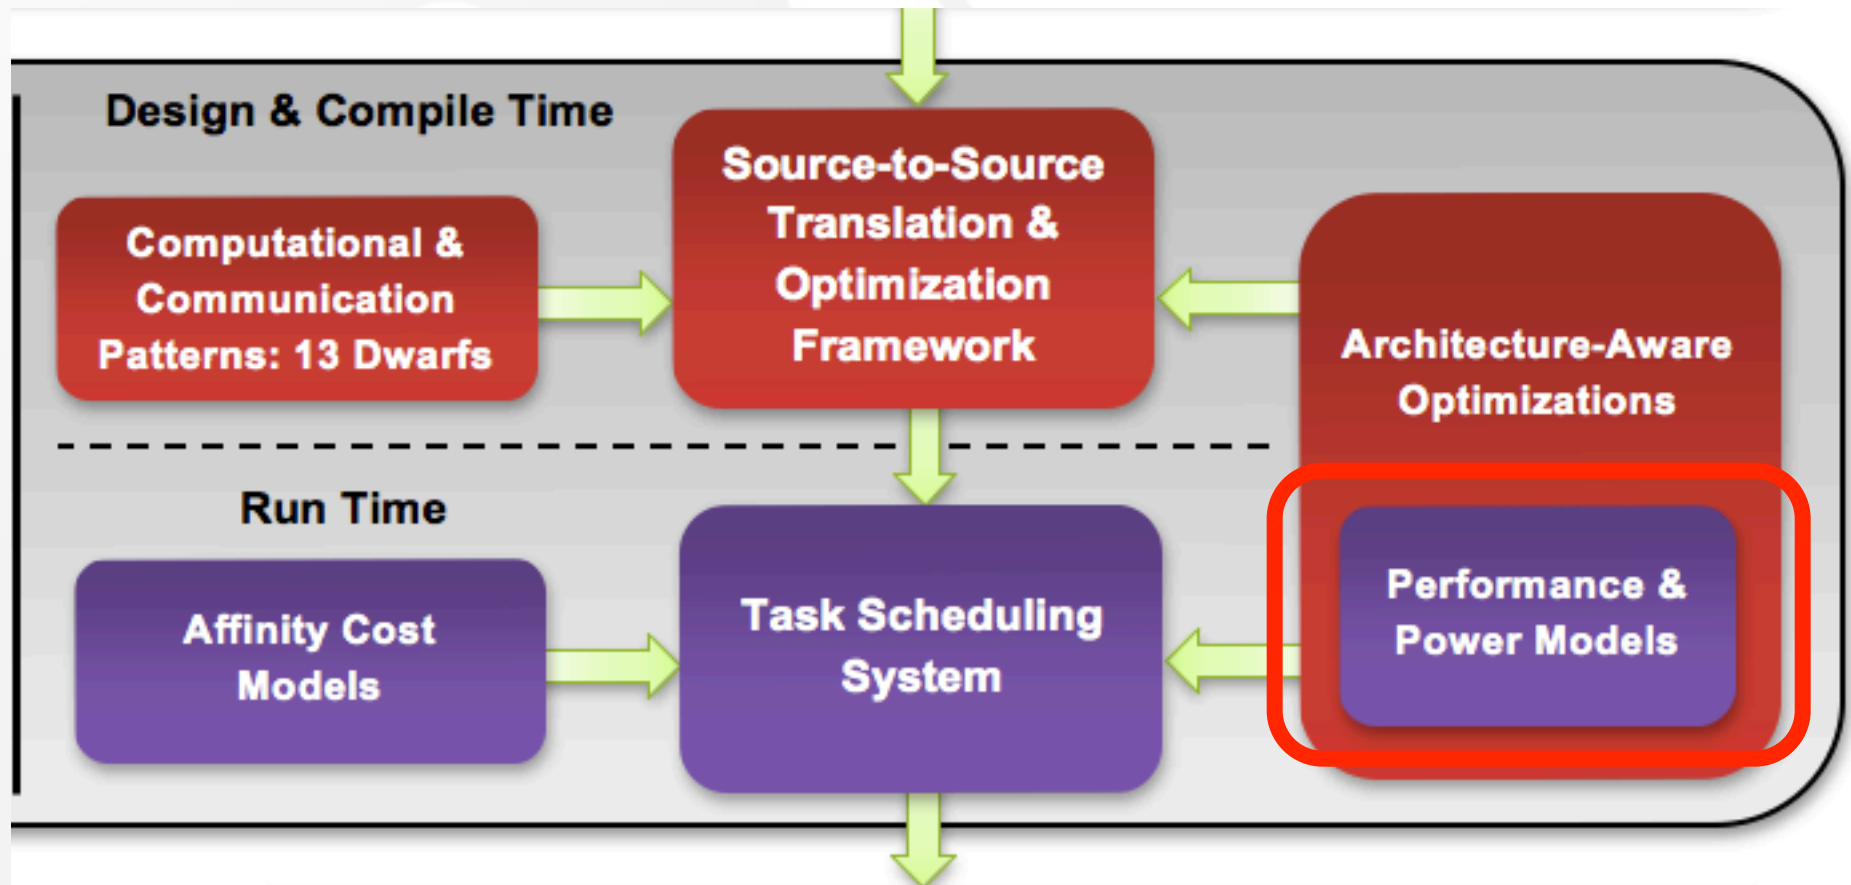 Design & Compile Time
Source-to-Source
Translation &
Optimization
Framework
Computational &
Communication
Patterns: 13 Dwarfs
Architecture-Aware
Optimizations
Run Time
Affinity Cost
Models
Task Scheduling
System
Performance &
Power Models